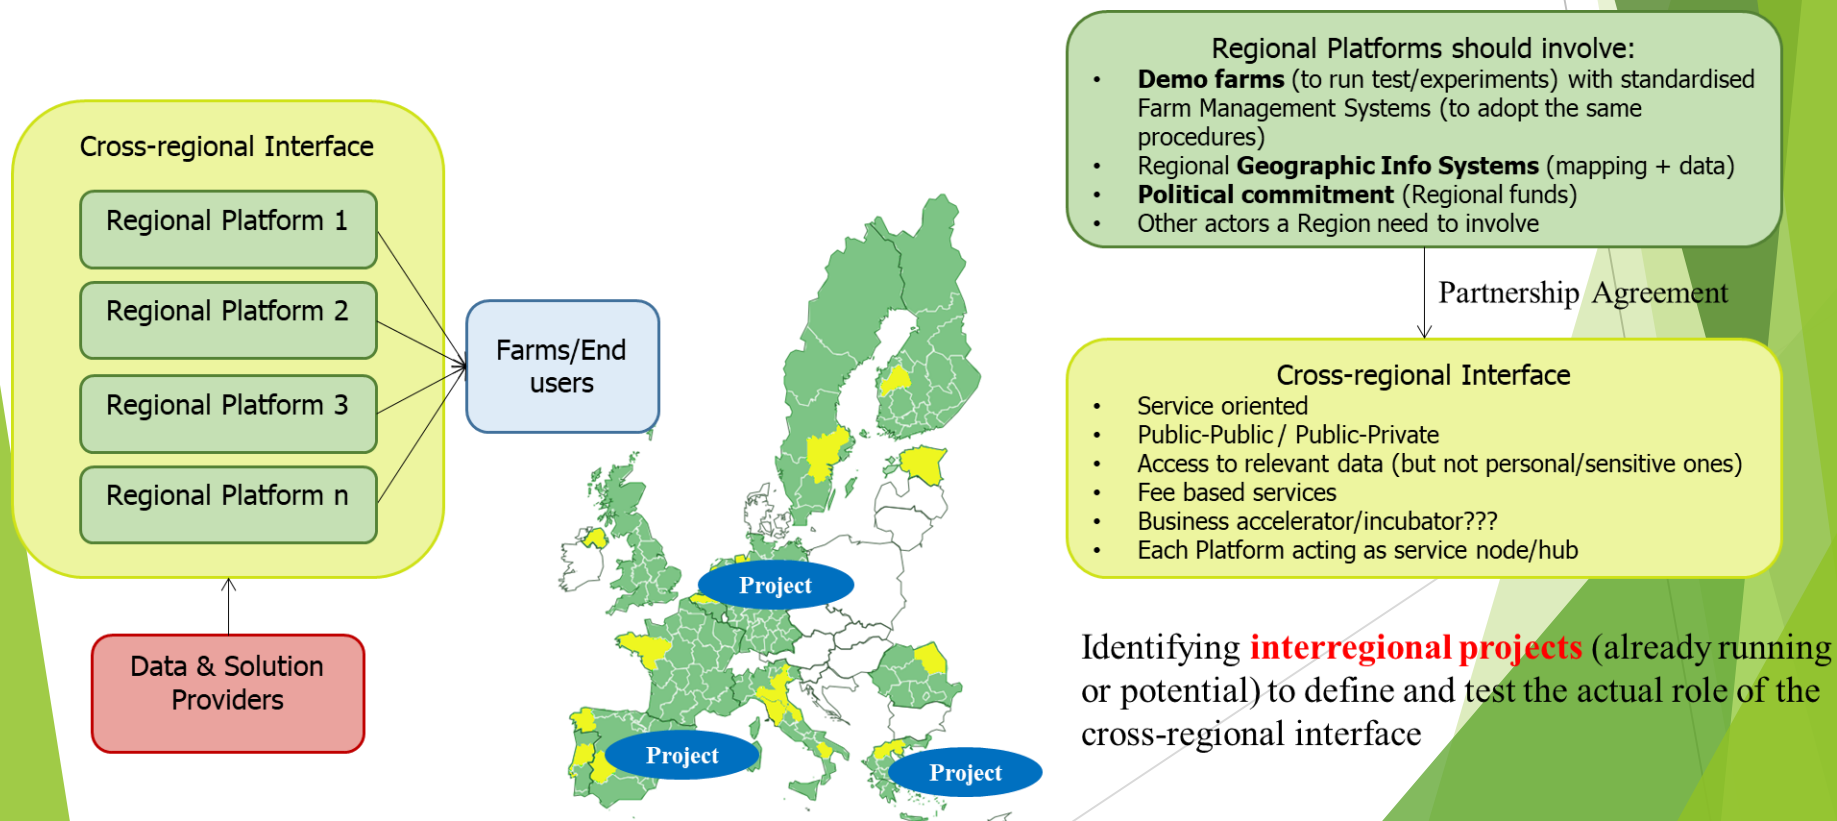 Cross-regional Interface
Regional Platform 1
Regional Platform 2
Regional Platform 3
Regional Platform n
Farms/End
users
Data & Solution
Providers
Project
Project
Project
Regional Platforms should involve:
• Demo farms (to run test/experiments) with standardised
Farm Management Systems (to adopt the same
procedures)
• Regional Geographic Info Systems (mapping + data)
• Political commitment (Regional funds)
• Other actors a Region need to involve
Partnership Agreement
Cross-regional Interface
• Service oriented
• Public-Public / Public-Private
• Access to relevant data (but not personal/sensitive ones)
• Fee based services
• Business accelerator/incubator???
• Each Platform acting as service node/hub
Identifying interregional projects (already running
or potential) to define and test the actual role of the
cross-regional interface